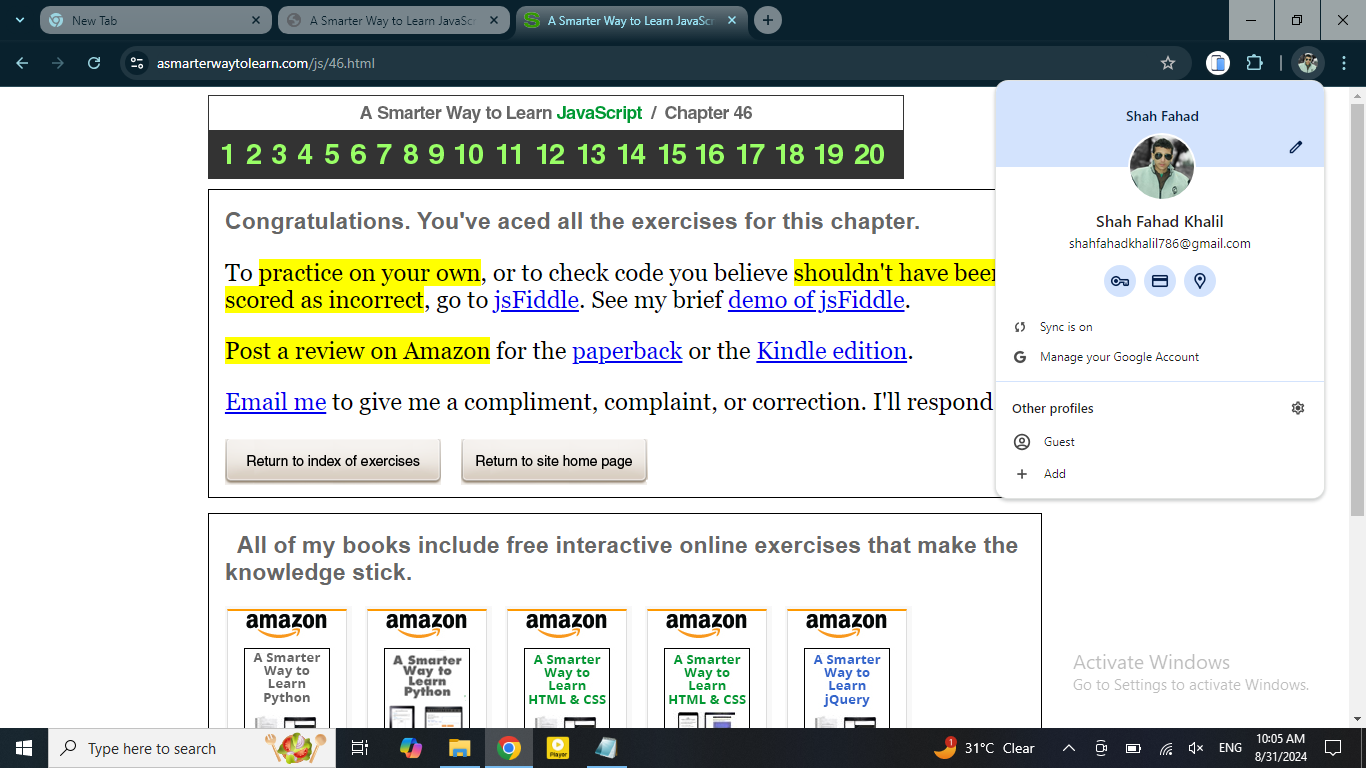 New Tab
A Smarter Way to Learn JavaSc
A Smarter Way to Learn JavaSc
asmarterwaytolearn.com/js/46.html
A Smarter Way to Learn JavaScript / Chapter 46
1 2 3 4 5 6 7 8 9 10 11 12 13 14 15 16 17 18 19 20
Congratulations. You've aced all the exercises for this chapter.
To practice on your own, or to check code you believe shouldn't have been
scored as incorrect, go to jsFiddle. See my brief demo of jsFiddle.
Post a review on Amazon for the paperback or the Kindle edition.
Email me to give me a compliment, complaint, or correction. I'll respond
Return to index of exercises
Return to site home page
Shah Fahad
Shah Fahad Khalil
shahfahadkhalil786@gmail.com
Sync is on
Manage your Google Account
Other profiles
Guest
Add
All of my books include free interactive online exercises that make the
knowledge stick.
amazon amazon amazon amazon amazon
A Smarter
Way to
Learn
Python
A Smarter
Way to
Learn
Python
A Smarter
Way to
Learn
HTML & CSS
A Smarter
Way to
Learn
HTML & CSS
A Smarter
Way to
Learn
jQuery
Activate Windows
Go to Settings to activate Windows.
Type here to search
Player
1
31°C Clear
ENG
10:05 AM
8/31/2024